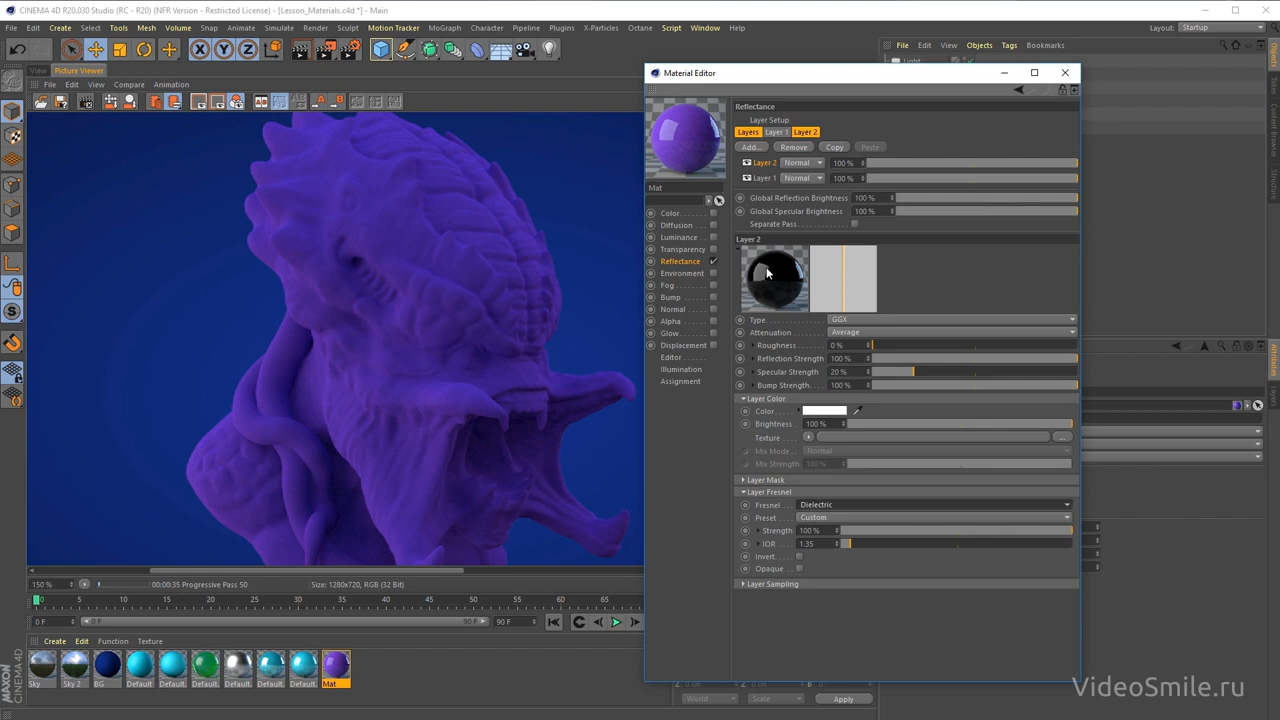 CINEMA 4D R20.030 Studio (RC - R20) (NFR Version - Restricted License) - [Lesson_Materials.c4d *] - Main
File Edit Create Select Tools Mesh Volume Snap Animate Simulate Render Sculpt Motion Tracker MoGraph Character Pipeline Plugins X-Particles Octane Script Window Help
Layout: Startup
File Edit View Objects Tags Bookmarks
Light
View Picture Viewer
File Edit View Compare Animation
Material Editor
Reflectance
Layer Setup
Layers Layer 1 Layer 2
Add... Remove Copy Paste
Layer 2 Normal 100 %
Layer 1 Normal 100 %
Mat
Global Reflection Brightness 100 %
Global Specular Brightness 100 %
Separate Pass
Color
Diffusion
Luminance
Transparency
Reflectance
Environment
Fog
Bump
Normal
Alpha
Glow
Displacement
Editor
Illumination
Assignment
Layer 2
Type GGX
Attenuation Average
Roughness 0 %
Reflection Strength 100 %
Specular Strength 20 %
Bump Strength 100 %
Layer Color
Color
Brightness 100 %
Texture ...
Mix Mode Normal
Mix Strength 100 %
Layer Mask
Layer Fresnel
Fresnel Dielectric
Preset Custom
Strength 100 %
IOR 1.35
Invert
Opaque
Layer Sampling
Objects
Takes
Content Browser
Structure
Attributes
Layers
150 % 00:00:35 Progressive Pass 50 Size: 1280x720, RGB (32 Bit)
0 5 10 15 20 25 30 35 40 45 50 55 60 65
0 F 0 F 90 F 90 F
Create Edit Function Texture
Sky Sky 2 BG Default Default. Default. Default. Default. Default. Mat
MAXON
CINEMA 4D
World Scale Apply
VideoSmile.ru